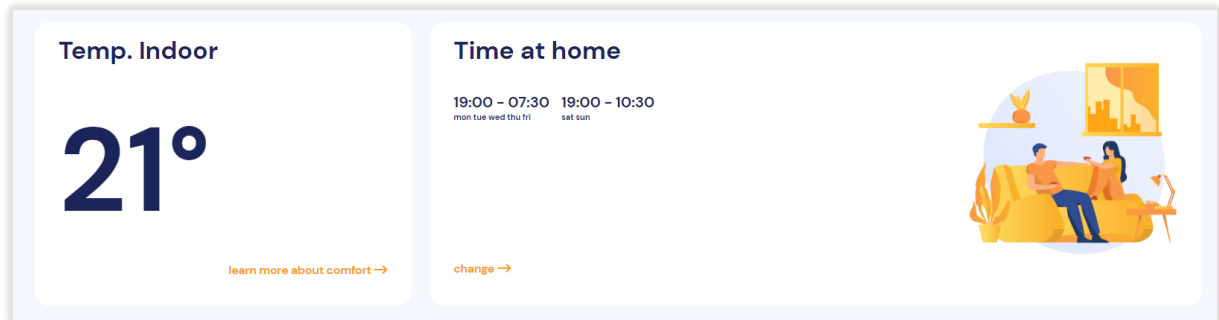 Temp. Indoor
21°
learn more about comfort →
Time at home
19:00 - 07:30 19:00 - 10:30
mon tue wed thu fri sat sun
change →